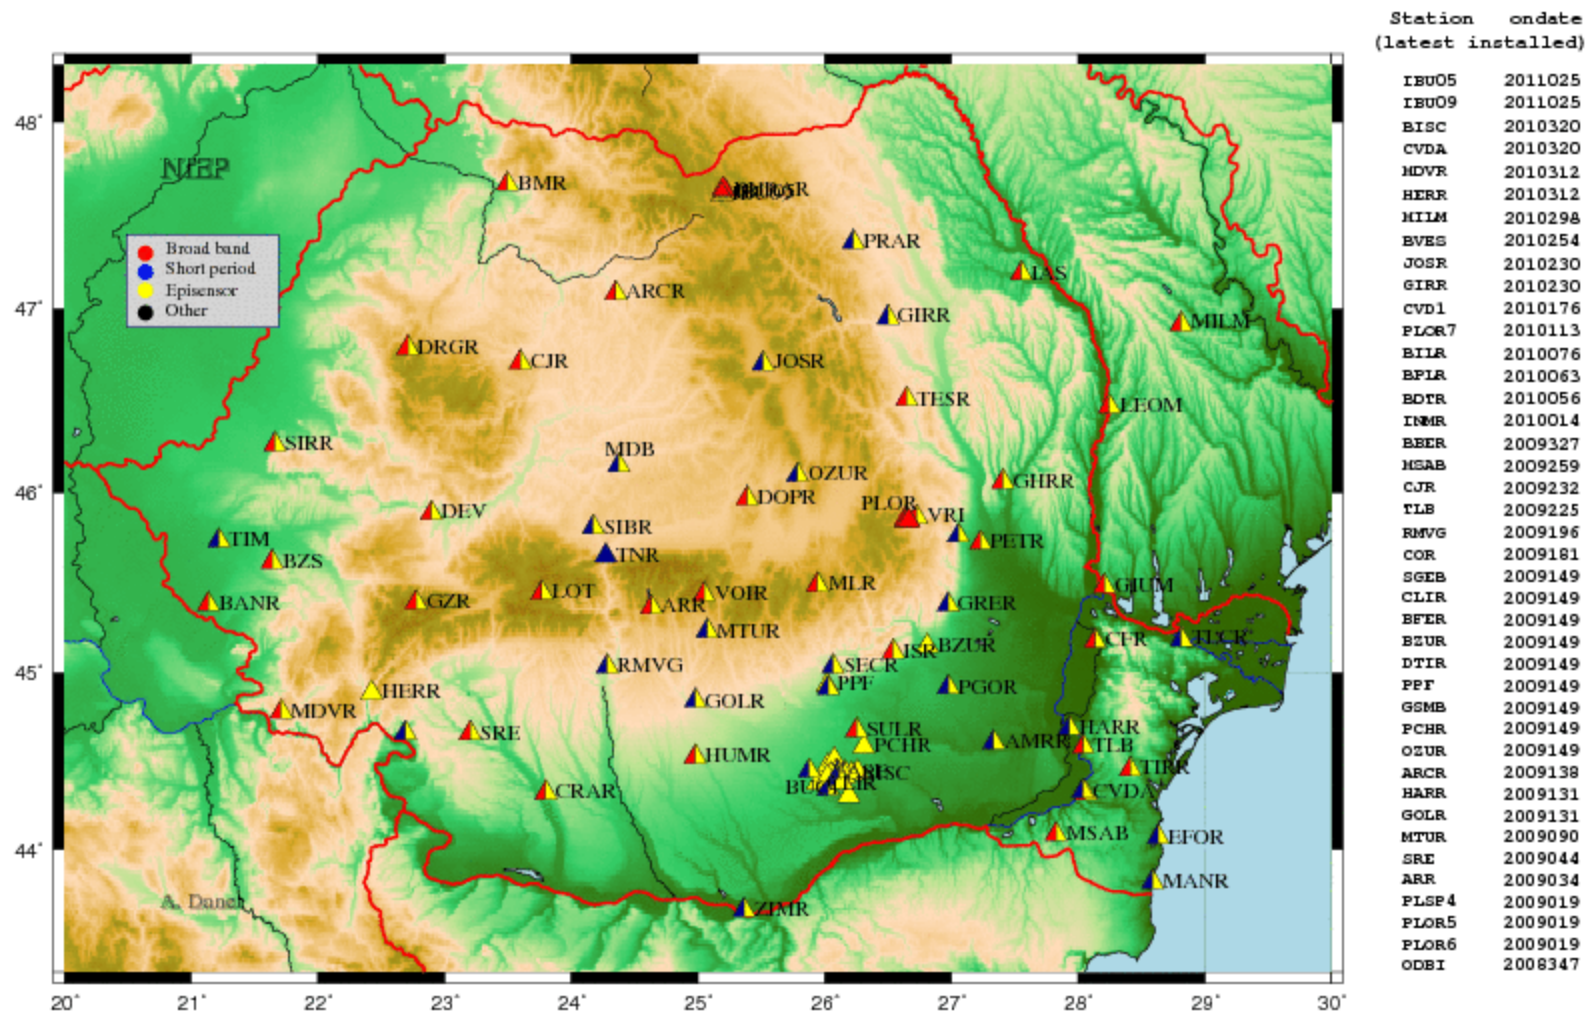 Station ondate
(latest installed)
IBU05 2011025
IBU09 2011025
BISC 2010320
CVDA 2010320
MDVR 2010312
HERR 2010312
MILM 2010298
BVES 2010254
JOSR 2010230
GIRR 2010230
CVD1 2010176
PLOR7 2010113
BILR 2010076
BPLR 2010063
BDTR 2010056
INMR 2010014
BBER 2009327
MSAB 2009259
CJR 2009232
TLB 2009225
RMVG 2009196
COR 2009181
SGEB 2009149
CLIR 2009149
BFER 2009149
BZUR 2009149
DTIR 2009149
PPF 2009149
GSMB 2009149
PCHR 2009149
OZUR 2009149
ARCR 2009138
HARR 2009131
GOLR 2009131
MTUR 2009090
SRE 2009044
ARR 2009034
PLSP4 2009019
PLOR5 2009019
PLOR6 2009019
ODBI 2008347
48°
47°
46°
45°
44°
NIEP
Broad band
Short period
Episensor
Other
BMR
PRAR
IAS
ARCR
GIRR
MILM
DRGR
CJR
JOSR
TESR
LEOM
SIRR
MDB
OZUR
GHRR
DOPR
PLOR
VRI
DEV
SIBR
TIM
TNR
PETR
BZS
GIUM
BANR
GZR
LOT
ARR
VOIR
MLR
GRER
MTUR
CFR
TLCR
ISR
BZUR
RMVG
SECR
PPF
PGOR
HERR
GOLR
MDVR
SRE
SULR
PCHR
AMRR
HARR
TLB
HUMR
TIRR
CRAR
CVDA
MSAB
EFOR
MANR
ZIMR
20° 21° 22° 23° 24° 25° 26° 27° 28° 29° 30°